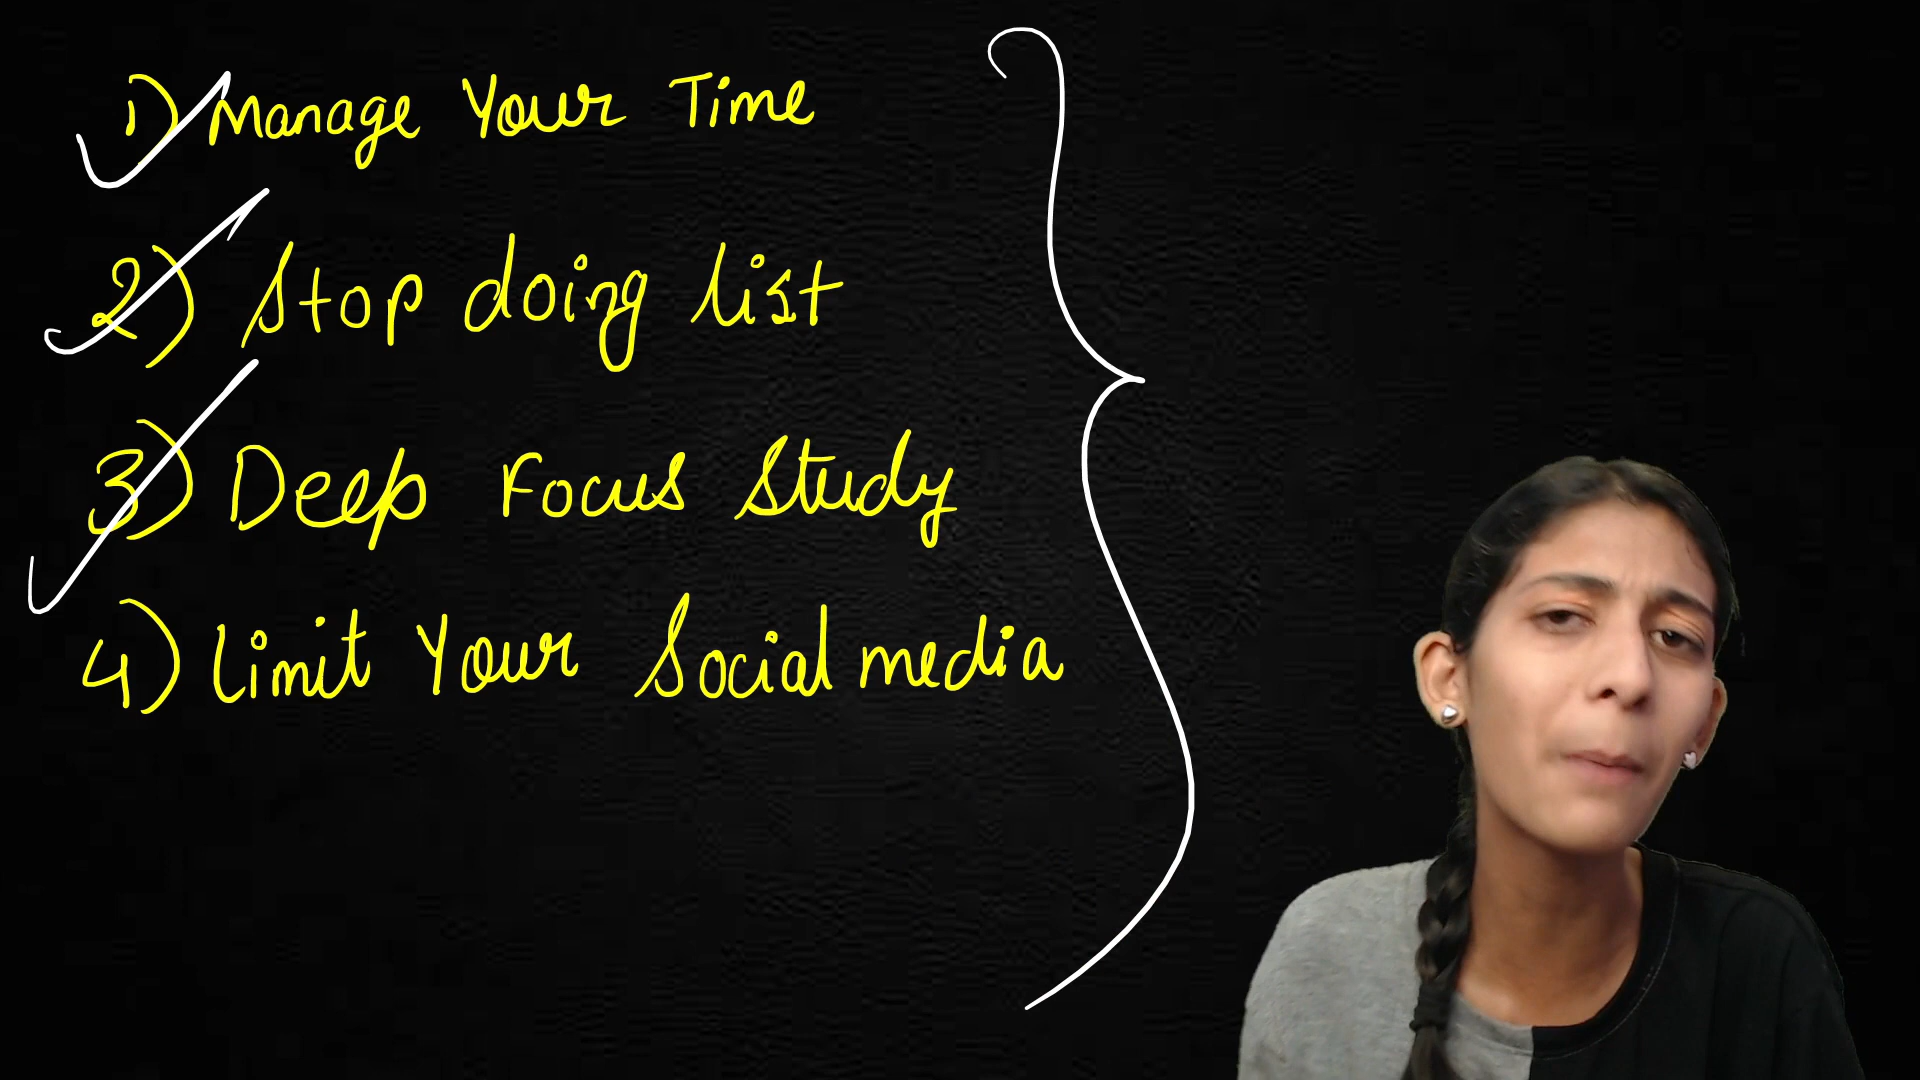 1) Manage Your Time
2) Stop doing list
3) Deep Focus Study
4) Limit Your Social media